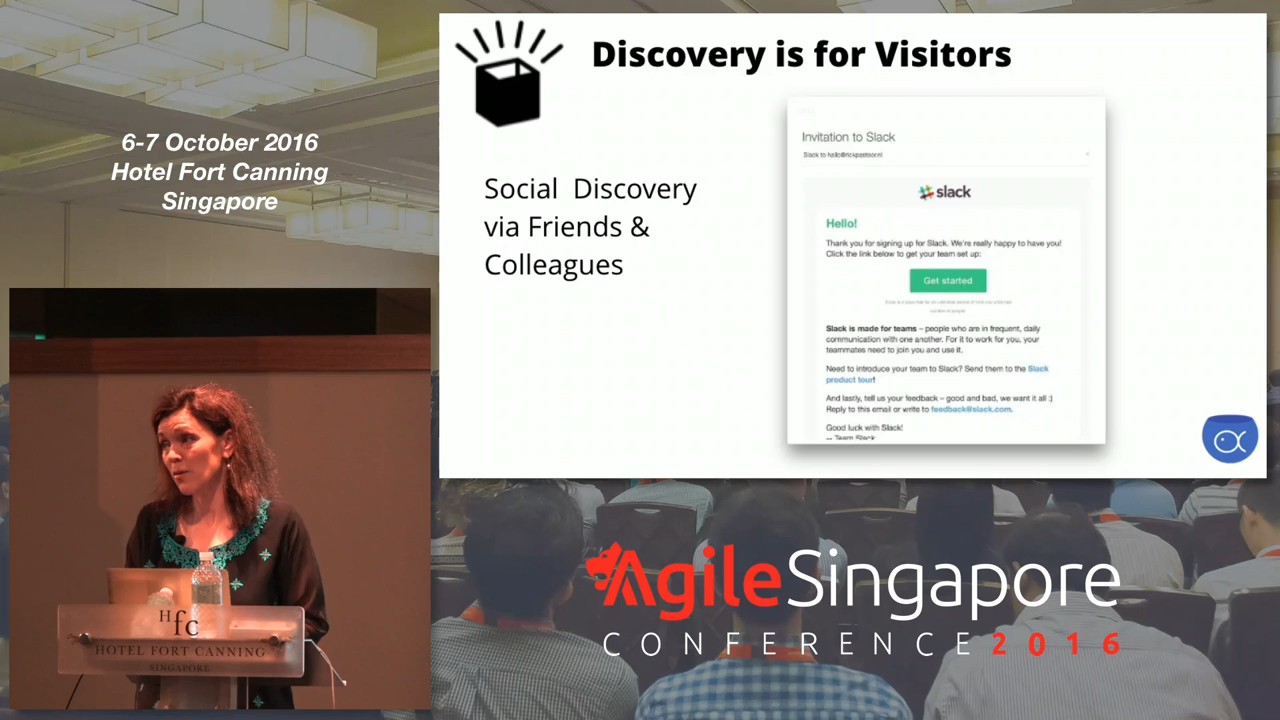 6-7 October 2016
Hotel Fort Canning
Singapore
Discovery is for Visitors
Social Discovery
via Friends &
Colleagues
Invitation to Slack
slack
Hello!
Thank you for signing up for Slack. We're really happy to have you!
Click the link below to get your team set up:
Get started
Slack is made for teams – people who are in frequent, daily
communication with one another. For it to work for you, your
teammates need to join you and use it.
Need to introduce your team to Slack? Send them to the Slack
product tour!
And lastly, tell us your feedback – good and bad, we want it all :)
Reply to this email or write to feedback@slack.com.
Good luck with Slack!
-- Team Slack
Hfc
HOTEL FORT CANNING
SINGAPORE
AgileSingapore
CONFERENCE 2016